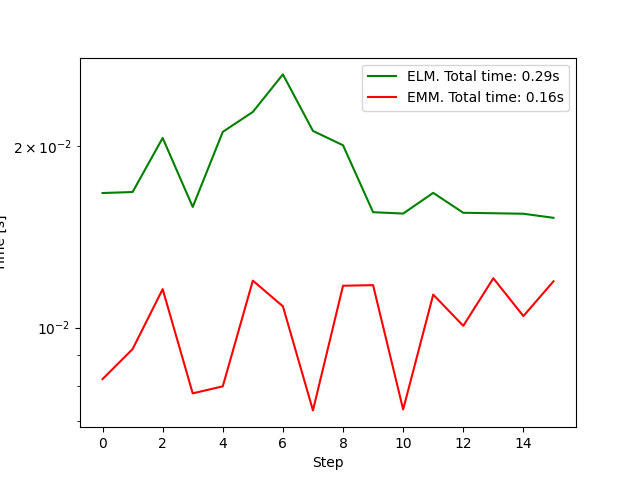 ELM. Total time: 0.29s
EMM. Total time: 0.16s
2 × 10⁻²
10⁻²
Time [s]
0 2 4 6 8 10 12 14
Step